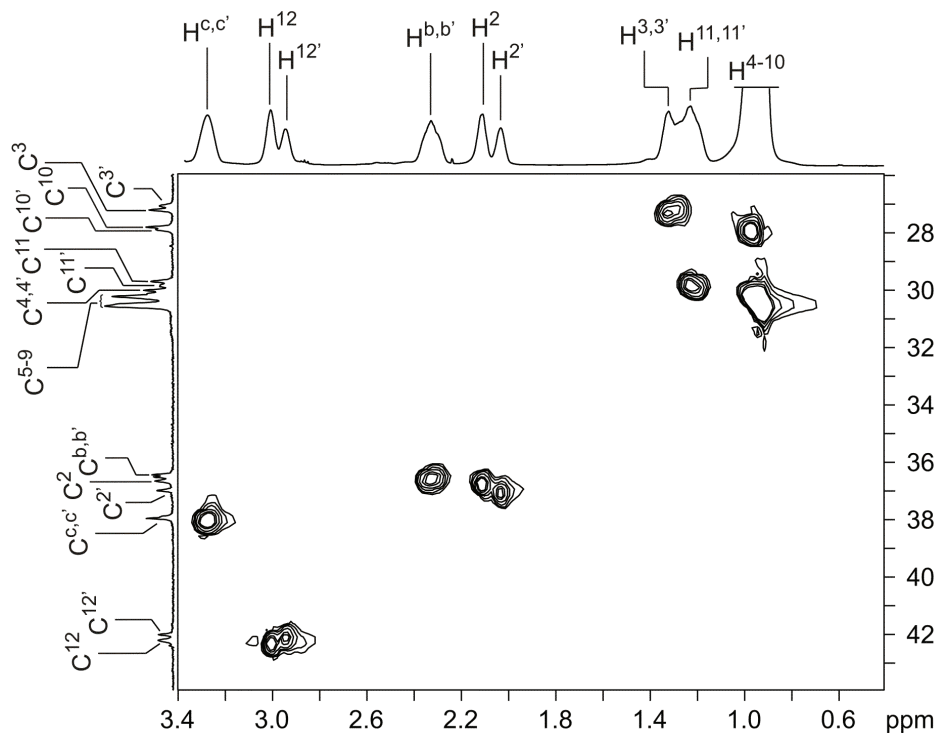 H^c,c' H^12 H^12' H^b,b' H^2 H^2' H^3,3' H^11,11' H^4-10
C^3 C^3'
C^10
C^10'
C^11
C^11'
C^4,4'
C^5-9
C^b,b'
C^2
C^2'
C^c,c'
C^12'
C^12
28
30
32
34
36
38
40
42
3.4 3.0 2.6 2.2 1.8 1.4 1.0 0.6 ppm